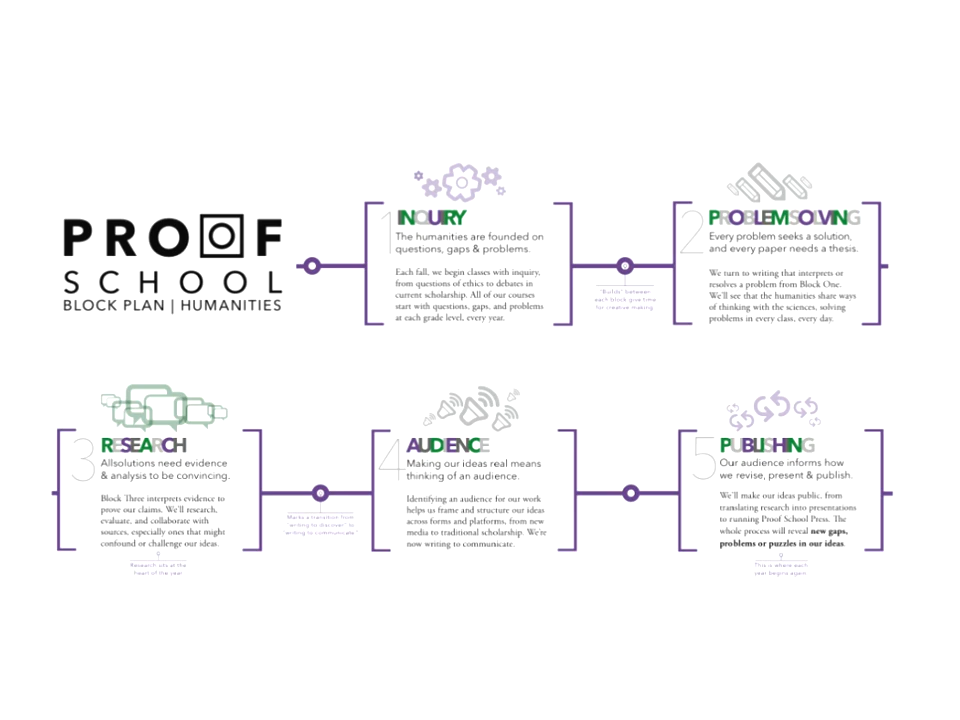 PROOF
SCHOOL
BLOCK PLAN | HUMANITIES
1
INQUIRY
The humanities are founded on
questions, gaps & problems.
Each fall, we begin classes with inquiry,
from questions of ethics to debates in
current scholarship. All of our courses
start with questions, gaps, and problems
at each grade level, every year.
"Builds" between
each block give time
for creative making.
2
PROBLEM SOLVING
Every problem seeks a solution,
and every paper needs a thesis.
We turn to writing that interprets or
resolves a problem from Block One.
We'll see that the humanities share ways
of thinking with the sciences, solving
problems in every class, every day.
3
RESEARCH
Allsolutions need evidence
& analysis to be convincing.
Block Three interprets evidence to
prove our claims. We'll research,
evaluate, and collaborate with
sources, especially ones that might
confound or challenge our ideas.
Research sits at the
heart of the year
Marks a transition from
"writing to discover" to
"writing to communicate."
4
AUDIENCE
Making our ideas real means
thinking of an audience.
Identifying an audience for our work
helps us frame and structure our ideas
across forms and platforms, from new
media to traditional scholarship. We're
now writing to communicate.
5
PUBLISHING
Our audience informs how
we revise, present & publish.
We'll make our ideas public, from
translating research into presentations
to running Proof School Press. The
whole process will reveal new gaps,
problems or puzzles in our ideas.
This is where each
year begins again